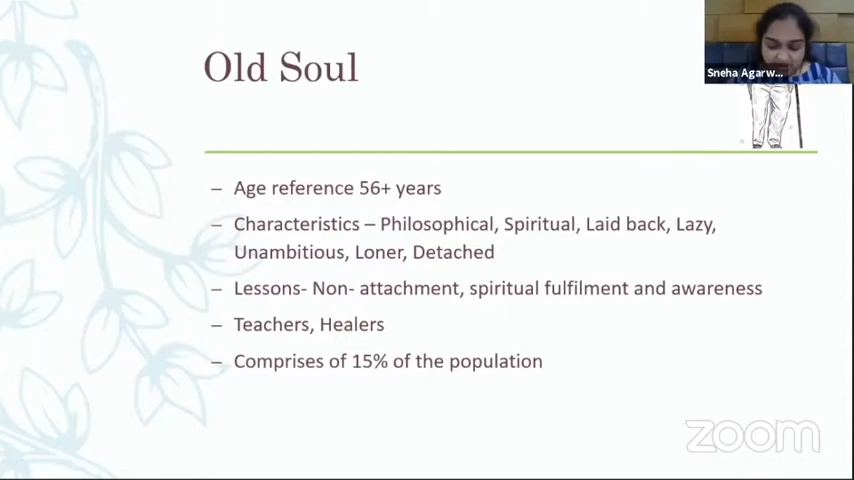 Old Soul
Sneha Agarw...
– Age reference 56+ years
– Characteristics – Philosophical, Spiritual, Laid back, Lazy,
Unambitious, Loner, Detached
– Lessons- Non- attachment, spiritual fulfilment and awareness
– Teachers, Healers
– Comprises of 15% of the population
zoom